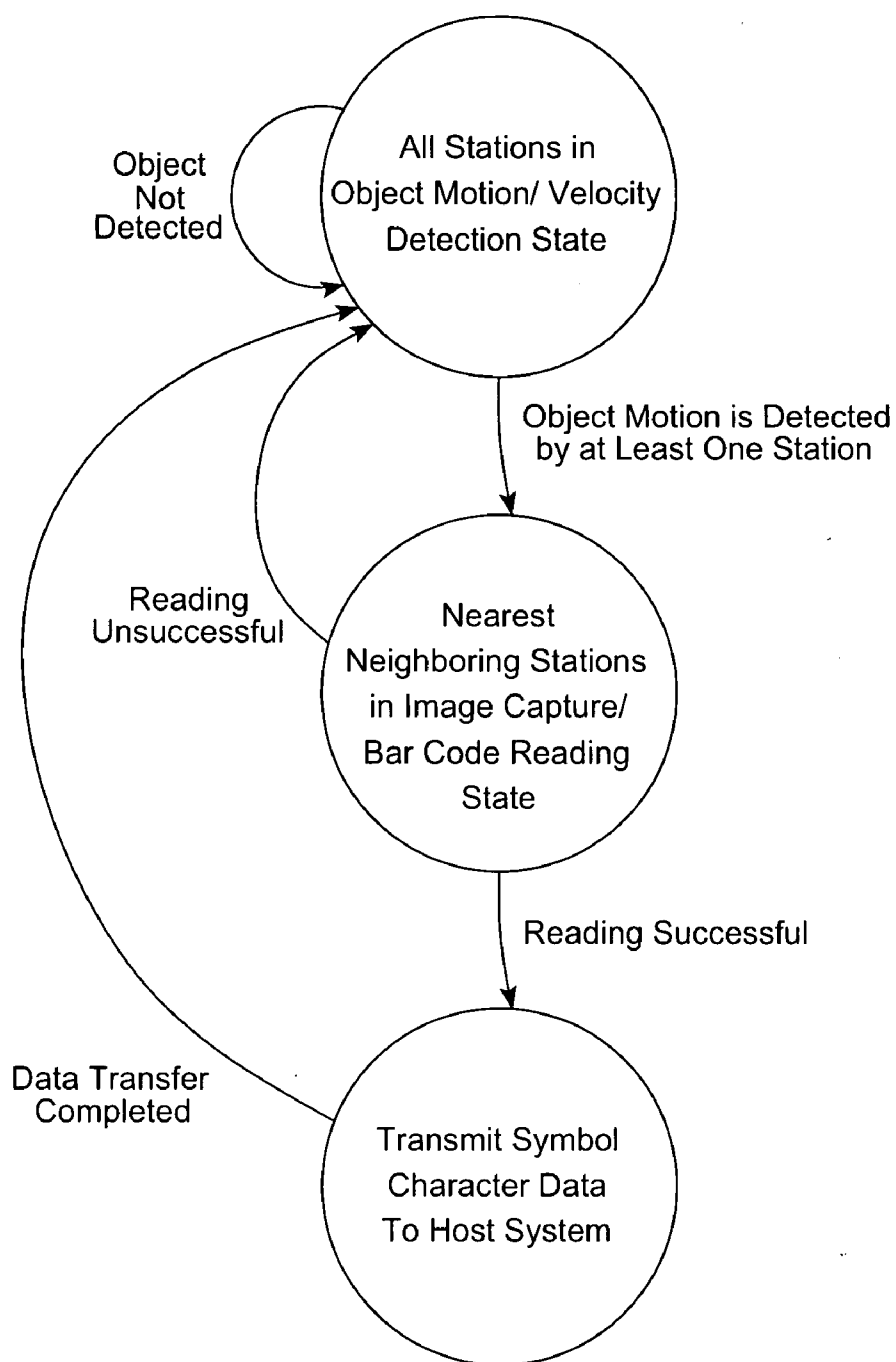 All Stations in
Object Motion/ Velocity
Detection State
Object
Not
Detected
Object Motion is Detected
by at Least One Station
Nearest
Neighboring Stations
in Image Capture/
Bar Code Reading
State
Reading
Unsuccessful
Reading Successful
Data Transfer
Completed
Transmit Symbol
Character Data
To Host System